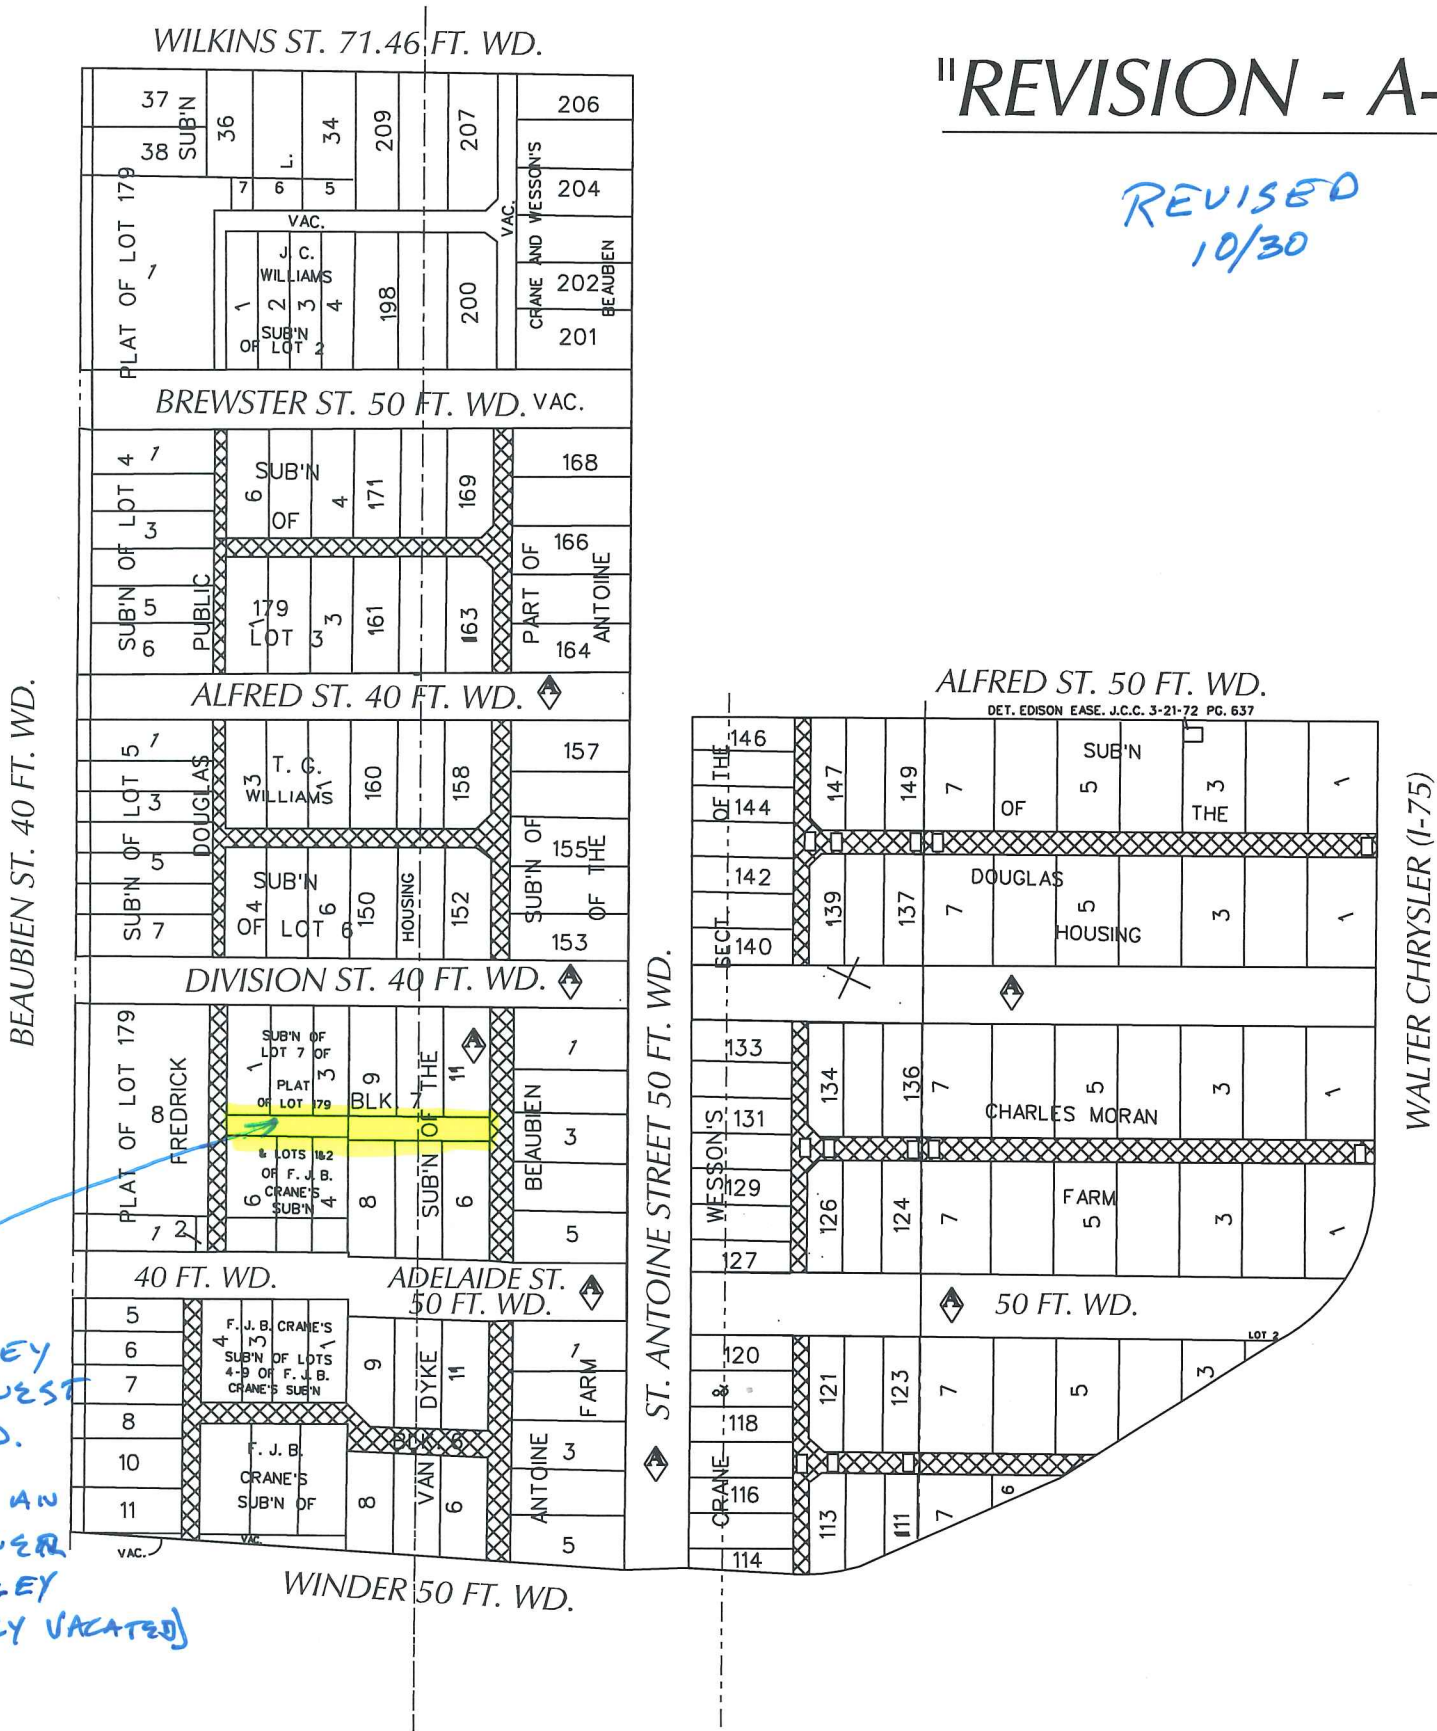 WILKINS ST. 71.46 FT. WD.
"REVISION - A-
REVISED
10/30
37
38
SUB'N
36
L.
34
209
207
206
204
202
201
7 6 5
VAC.
VAC.
PLAT OF LOT 179
1
J. C.
WILLIAMS
1 2 3 4
SUB'N
OF LOT 2
198
200
CRANE AND WESSON'S
BEAUBIEN
BREWSTER ST. 50 FT. WD. VAC.
SUB'N OF LOT 4
1
3
5
6
PUBLIC
SUB'N
OF
6
4
171
169
168
166
164
179
LOT 3
1
3
161
163
PART OF
ANTOINE
ALFRED ST. 40 FT. WD. A
BEAUBIEN ST. 40 FT. WD.
SUB'N OF LOT 5
1
3
5
7
DOUGLAS
T. G.
WILLIAMS
3
1
160
158
157
155
153
SUB'N
OF LOT 6
4
6
150
HOUSING
152
SUB'N OF
OF THE
DIVISION ST. 40 FT. WD. A
PLAT OF LOT 179
8
FREDRICK
1 2
SUB'N OF
LOT 7 OF
PLAT
OF LOT 179
1
3
9
BLK. 7
11
A
& LOTS 1&2
OF F. J. B.
CRANE'S
SUB'N
6
4
8
SUB'N OF THE
6
BEAUBIEN
1
3
5
40 FT. WD.
ADELAIDE ST.
50 FT. WD. A
5
6
7
8
10
11
VAC.
F. J. B. CRANE'S
4 3 1
SUB'N OF LOTS
4-9 OF F. J. B.
CRANE'S SUB'N
9
11
BLK. 6
F. J. B.
CRANE'S
SUB'N OF
VAC.
8
VAN DYKE
6
ANTOINE
FARM
1
3
5
WINDER 50 FT. WD.
ST. ANTOINE STREET 50 FT. WD.
A
ALFRED ST. 50 FT. WD.
DET. EDISON EASE. J.C.C. 3-21-72 PG. 637
146
144
142
140
SECT. OF THE
147
149
7
5
3
1
SUB'N
OF
THE
139
137
7
5
3
1
DOUGLAS
HOUSING
A
133
131
129
127
134
136
7
5
3
1
CHARLES MORAN
126
124
7
5
3
1
FARM
A 50 FT. WD.
LOT 2
120
118
116
114
CRANE & WESSON'S
121
123
7
5
3
113
111
7
6
WALTER CHRYSLER (I-75)
AN
VACATED]